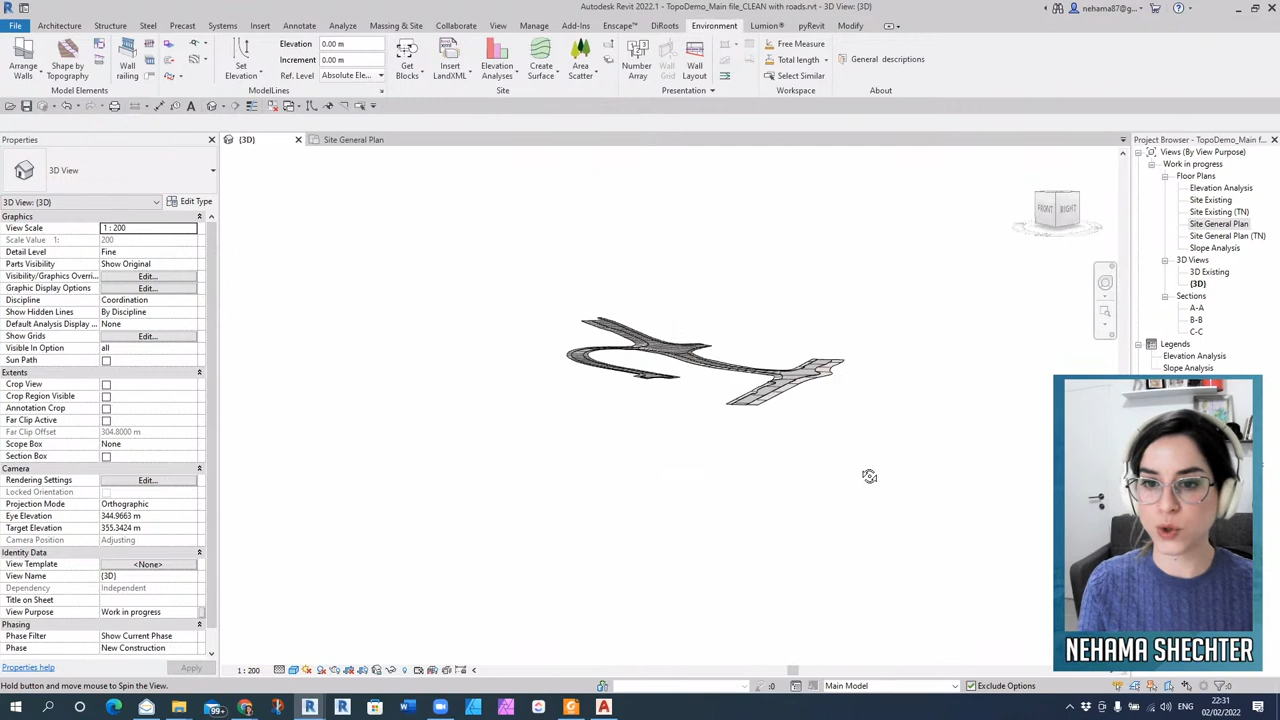 Autodesk Revit 2022.1 - TopoDemo_Main file_CLEAN with roads.rvt - 3D View: {3D}
nehama87@g...
File Architecture Structure Steel Precast Systems Insert Annotate Analyze Massing & Site Collaborate View Manage Add-Ins Enscape™ DiRoots Environment Lumion® pyRevit Modify
Arrange Walls
Shape by Topography
Wall railing
Set Elevation
Elevation 0.00 m
Increment 0.00 m
Ref. Level Absolute Ele...
Get Blocks
Insert LandXML
Elevation Analyses
Create Surface
Area Scatter
Number Array
Wall Grid
Wall Layout
Free Measure
Total length
Select Similar
General descriptions
Model Elements ModelLines Site Presentation Workspace About
Properties
{3D}
Site General Plan
3D View
3D View: {3D} Edit Type
Graphics
View Scale 1 : 200
Scale Value 1: 200
Detail Level Fine
Parts Visibility Show Original
Visibility/Graphics Overri... Edit...
Graphic Display Options Edit...
Discipline Coordination
Show Hidden Lines By Discipline
Default Analysis Display ... None
Show Grids Edit...
Visible In Option all
Sun Path
Extents
Crop View
Crop Region Visible
Annotation Crop
Far Clip Active
Far Clip Offset 304.8000 m
Scope Box None
Section Box
Camera
Rendering Settings Edit...
Locked Orientation
Projection Mode Orthographic
Eye Elevation 344.9663 m
Target Elevation 355.3424 m
Camera Position Adjusting
Identity Data
View Template <None>
View Name {3D}
Dependency Independent
Title on Sheet
View Purpose Work in progress
Phasing
Phase Filter Show Current Phase
Phase New Construction
Properties help Apply
FRONT RIGHT
Project Browser - TopoDemo_Main f...
Views (By View Purpose)
Work in progress
Floor Plans
Elevation Analysis
Site Existing
Site Existing (TN)
Site General Plan
Site General Plan (TN)
Slope Analysis
3D Views
3D Existing
{3D}
Sections
A-A
B-B
C-C
Legends
Elevation Analysis
Slope Analysis
NEHAMA SHECHTER
1 : 200
Hold button and move mouse to Spin the View.
:0
Main Model
Exclude Options
:0
99+
ENG
22:31
02/02/2022